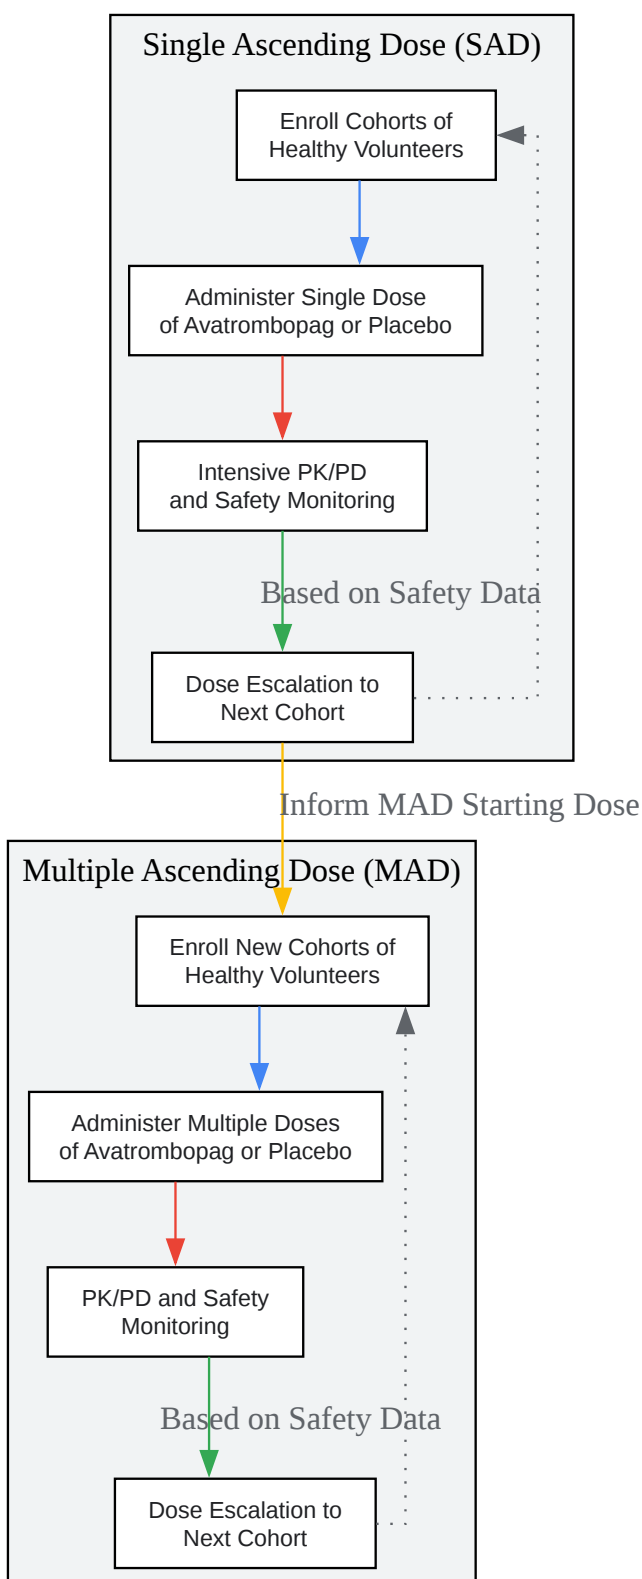 Single Ascending Dose (SAD)
Enroll Cohorts of
Healthy Volunteers
Administer Single Dose
of Avatrombopag or Placebo
Intensive PK/PD
and Safety Monitoring
Based on Safety Data
Dose Escalation to
Next Cohort
Inform MAD Starting Dose
Multiple Ascending Dose (MAD)
Enroll New Cohorts of
Healthy Volunteers
Administer Multiple Doses
of Avatrombopag or Placebo
PK/PD and Safety
Monitoring
Based on Safety Data
Dose Escalation to
Next Cohort